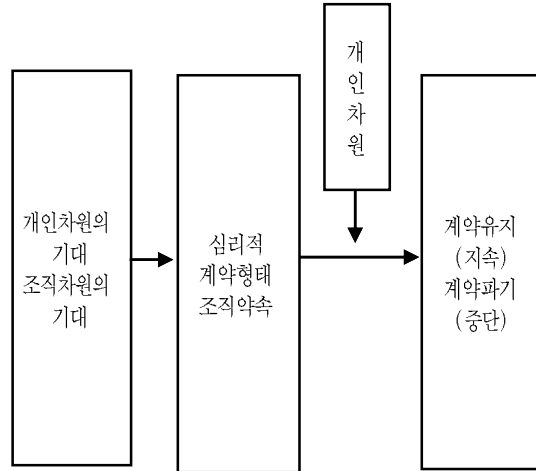 개
인
차
원
개인차원의
기대
조직차원의
기대
심리적
계약형태
조직약속
계약유지
(지속)
계약파기
(중단)